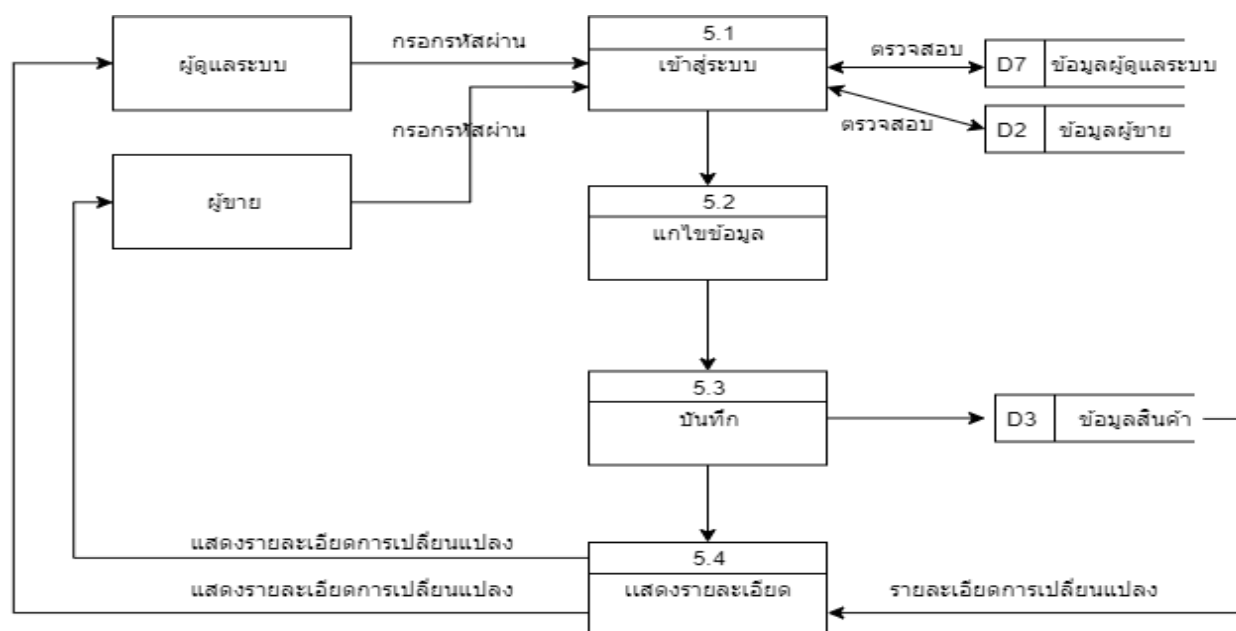 5.1
ผู้ดูแลระบบ
กรอกรหัสผ่าน
เข้าสู่ระบบ
ตรวจสอบ
D7 ข้อมูลผู้ดูแลระบบ
กรอกรหัสผ่าน
ตรวจสอบ
D2 ข้อมูลผู้ขาย
ผู้ขาย
5.2
แกไขข้อมูล
5.3
บันทึก
D3 ข้อมูลสินค้า
แสดงรายละเอียดการเปลี่ยนแปลง
5.4
แสดงรายละเอียดการเปลี่ยนแปลง
แสดงรายละเอียด
รายละเอียดการเปลี่ยนแปลง